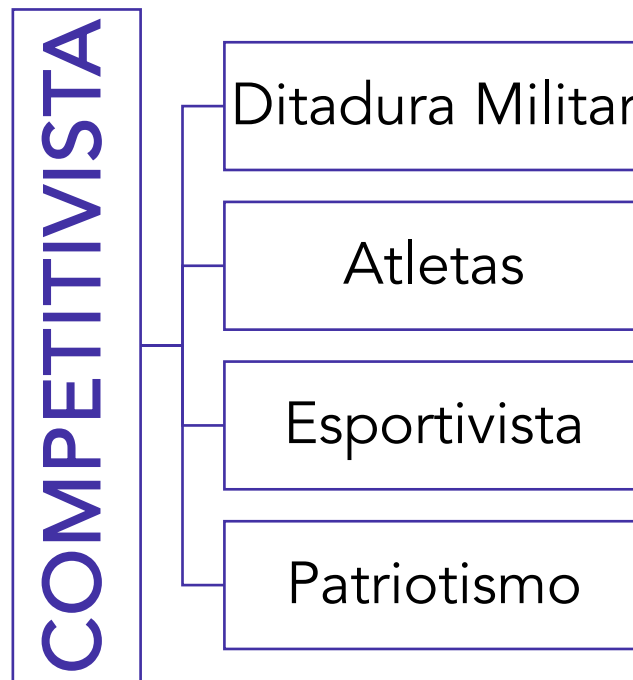 COMPETITIVISTA
Ditadura Militar
Atletas
Esportivista
Patriotismo